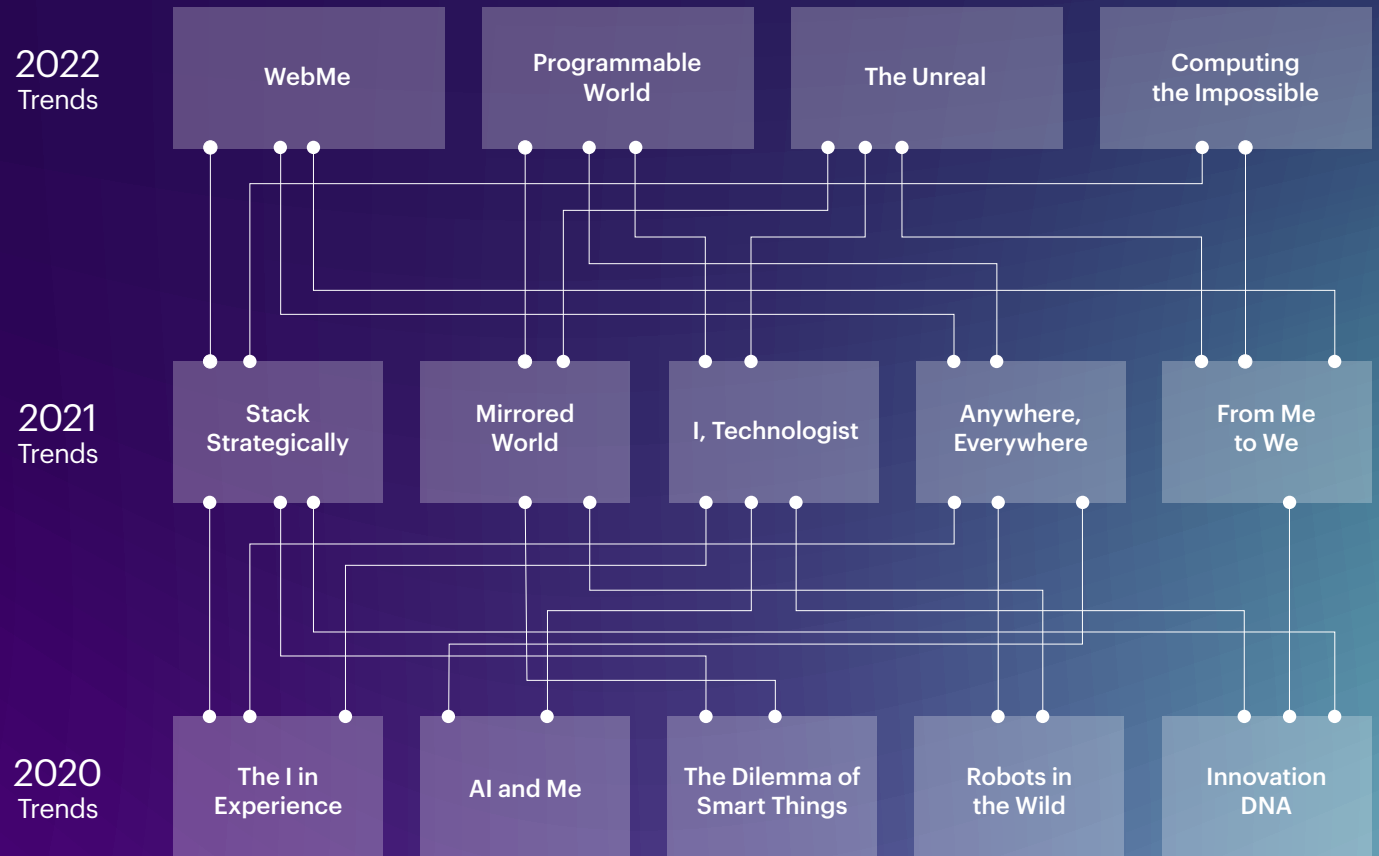 2022
Trends
WebMe
Programmable
World
The Unreal
Computing
the Impossible
2021
Trends
Stack
Strategically
Mirrored
World
I, Technologist
Anywhere,
Everywhere
From Me
to We
2020
Trends
The I in
Experience
AI and Me
The Dilemma of
Smart Things
Robots in
the Wild
Innovation
DNA